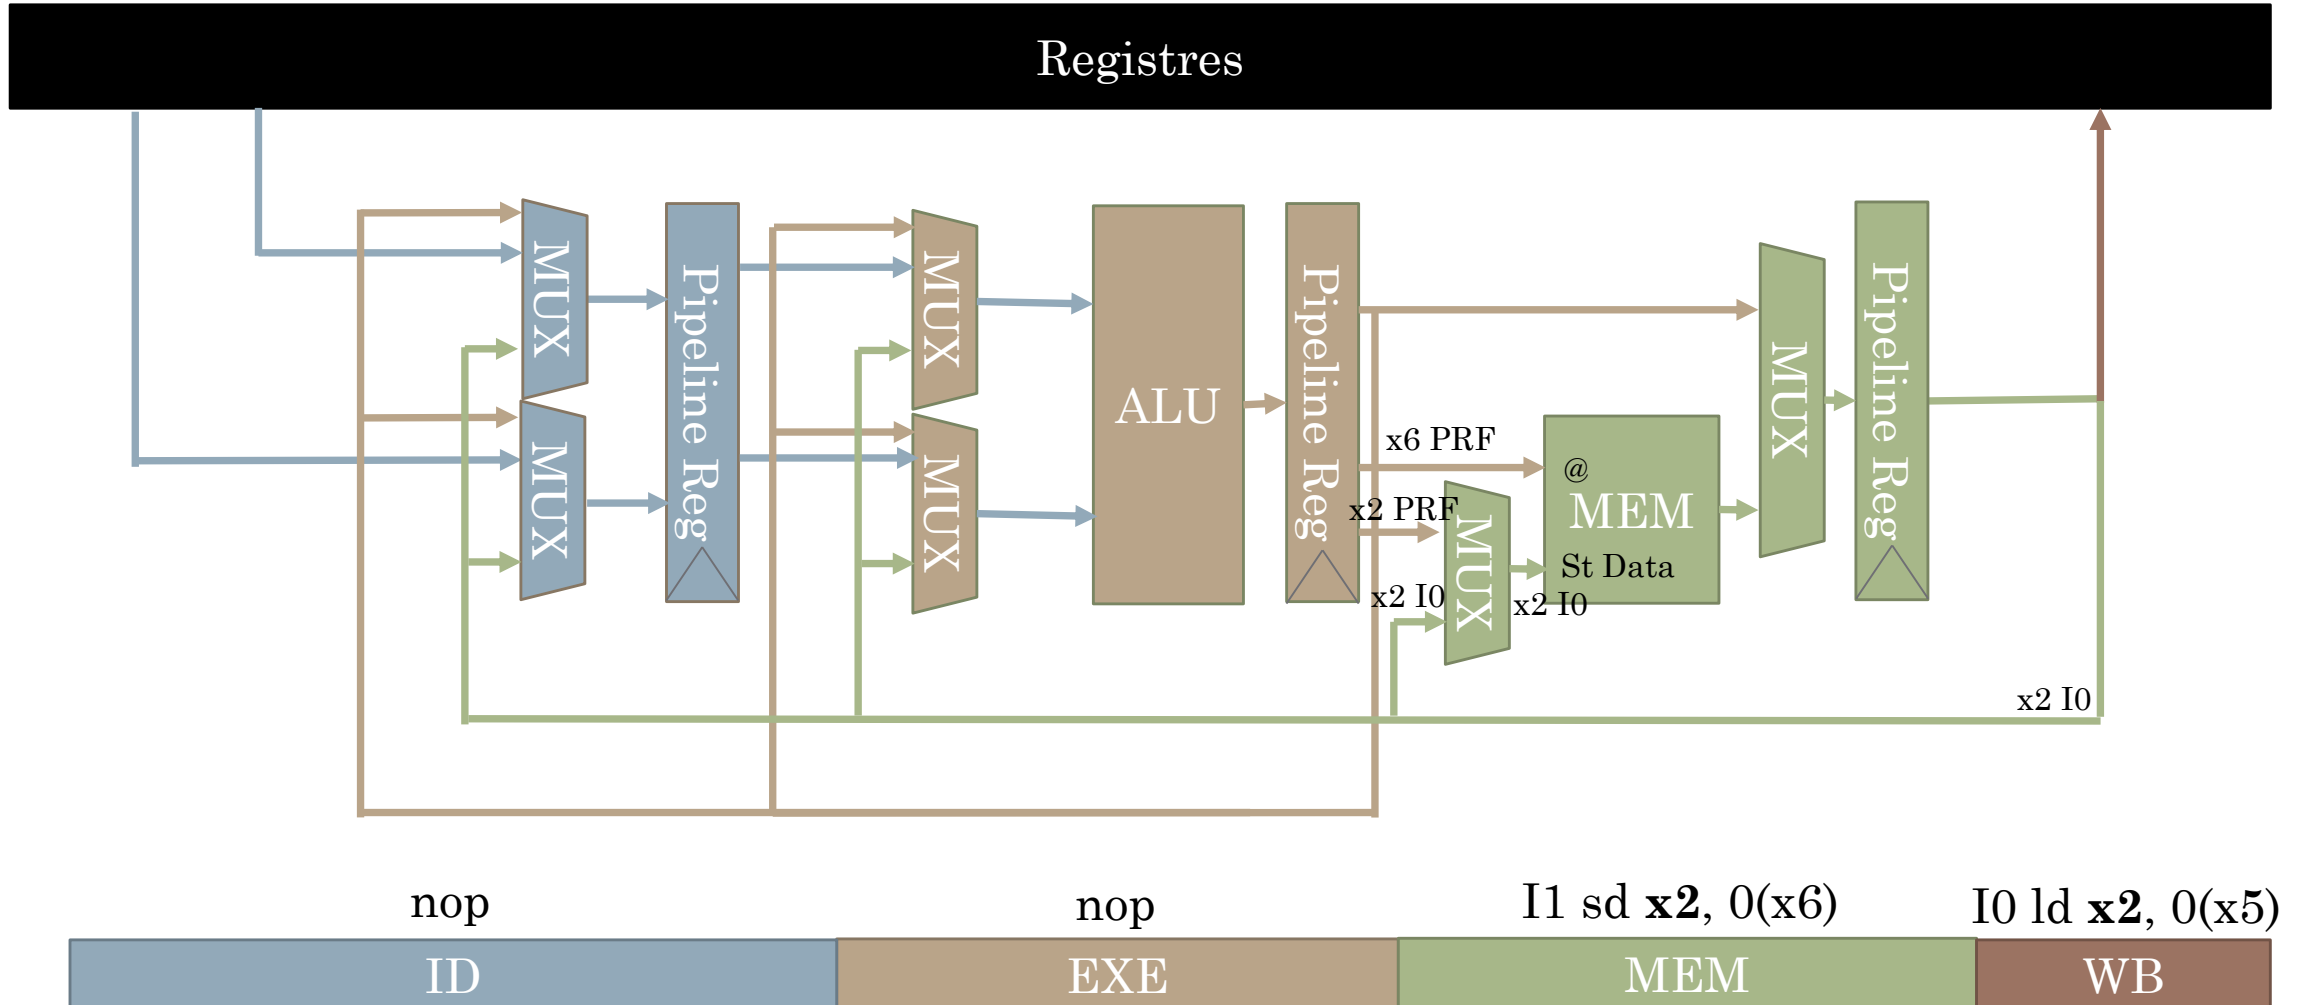 Registres
MUX
MUX
Pipeline Reg
MUX
MUX
ALU
Pipeline Reg
x6 PRF
x2 PRF
x2 I0
MUX
x2 I0
@
MEM
St Data
MUX
Pipeline Reg
x2 I0
nop
nop
I1 sd x2, 0(x6)
I0 ld x2, 0(x5)
ID
EXE
MEM
WB